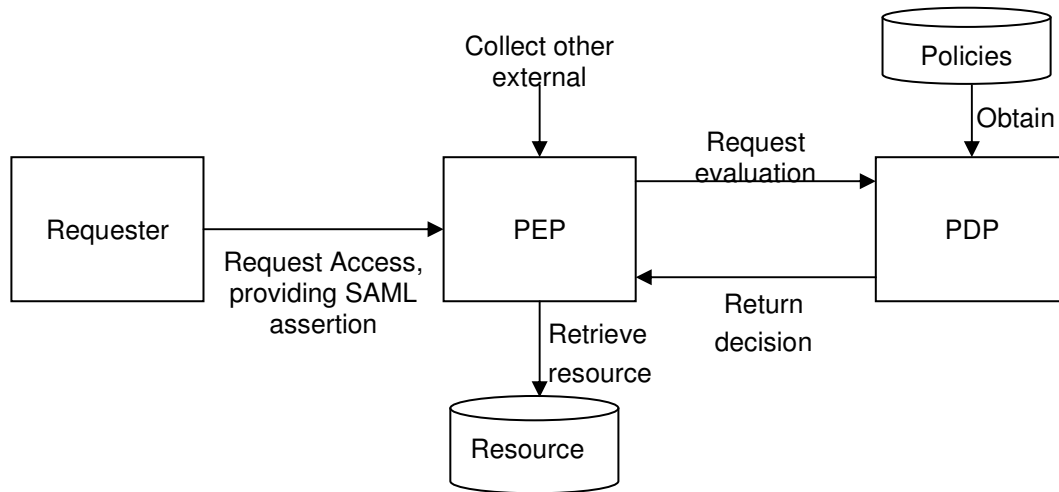 Collect other
external
Policies
Obtain
Request
evaluation
Requester
PEP
PDP
Request Access,
providing SAML
assertion
Return
decision
Retrieve
resource
Resource